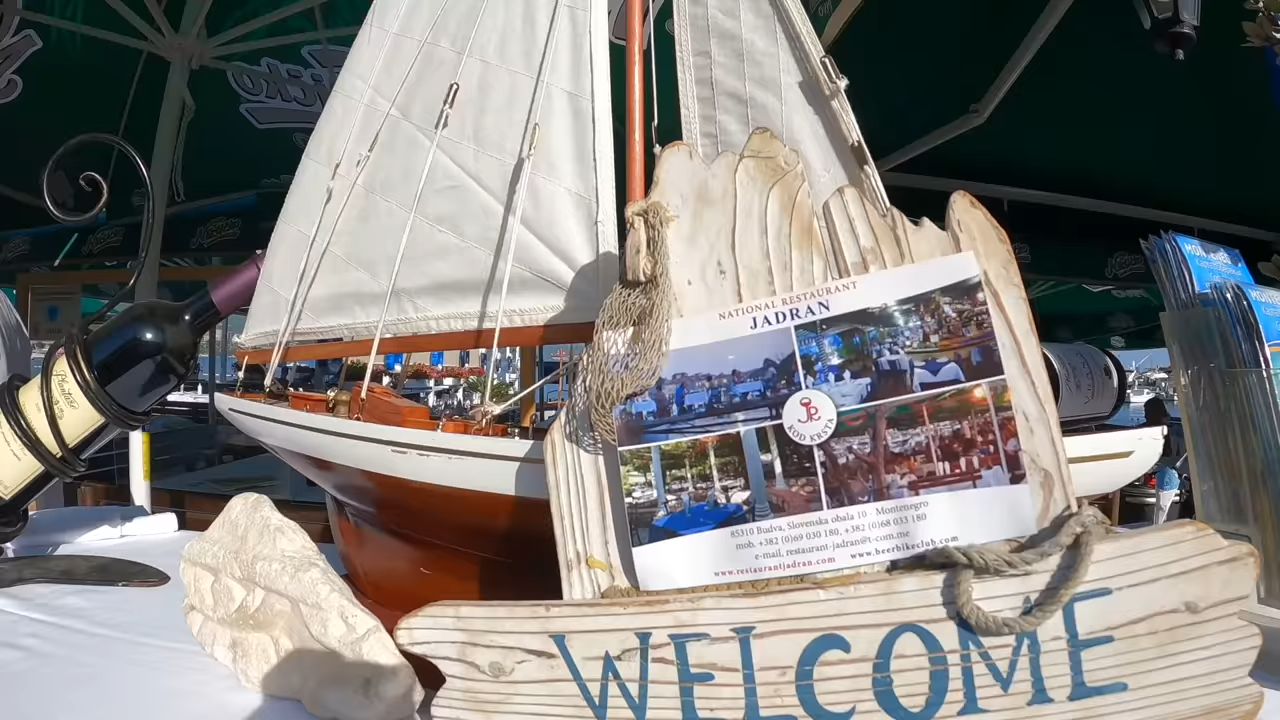 NATIONAL RESTAURANT
JADRAN
JR
KOD KRSTA
85310 Budva, Slovenska obala 10 - Montenegro
mob. +382 (0)69 030 180, +382 (0)68 033 180
e-mail, restaurant-jadran@t-com.me
www.restaurantjadran.com www.beerbikeclub.com
WELCOME